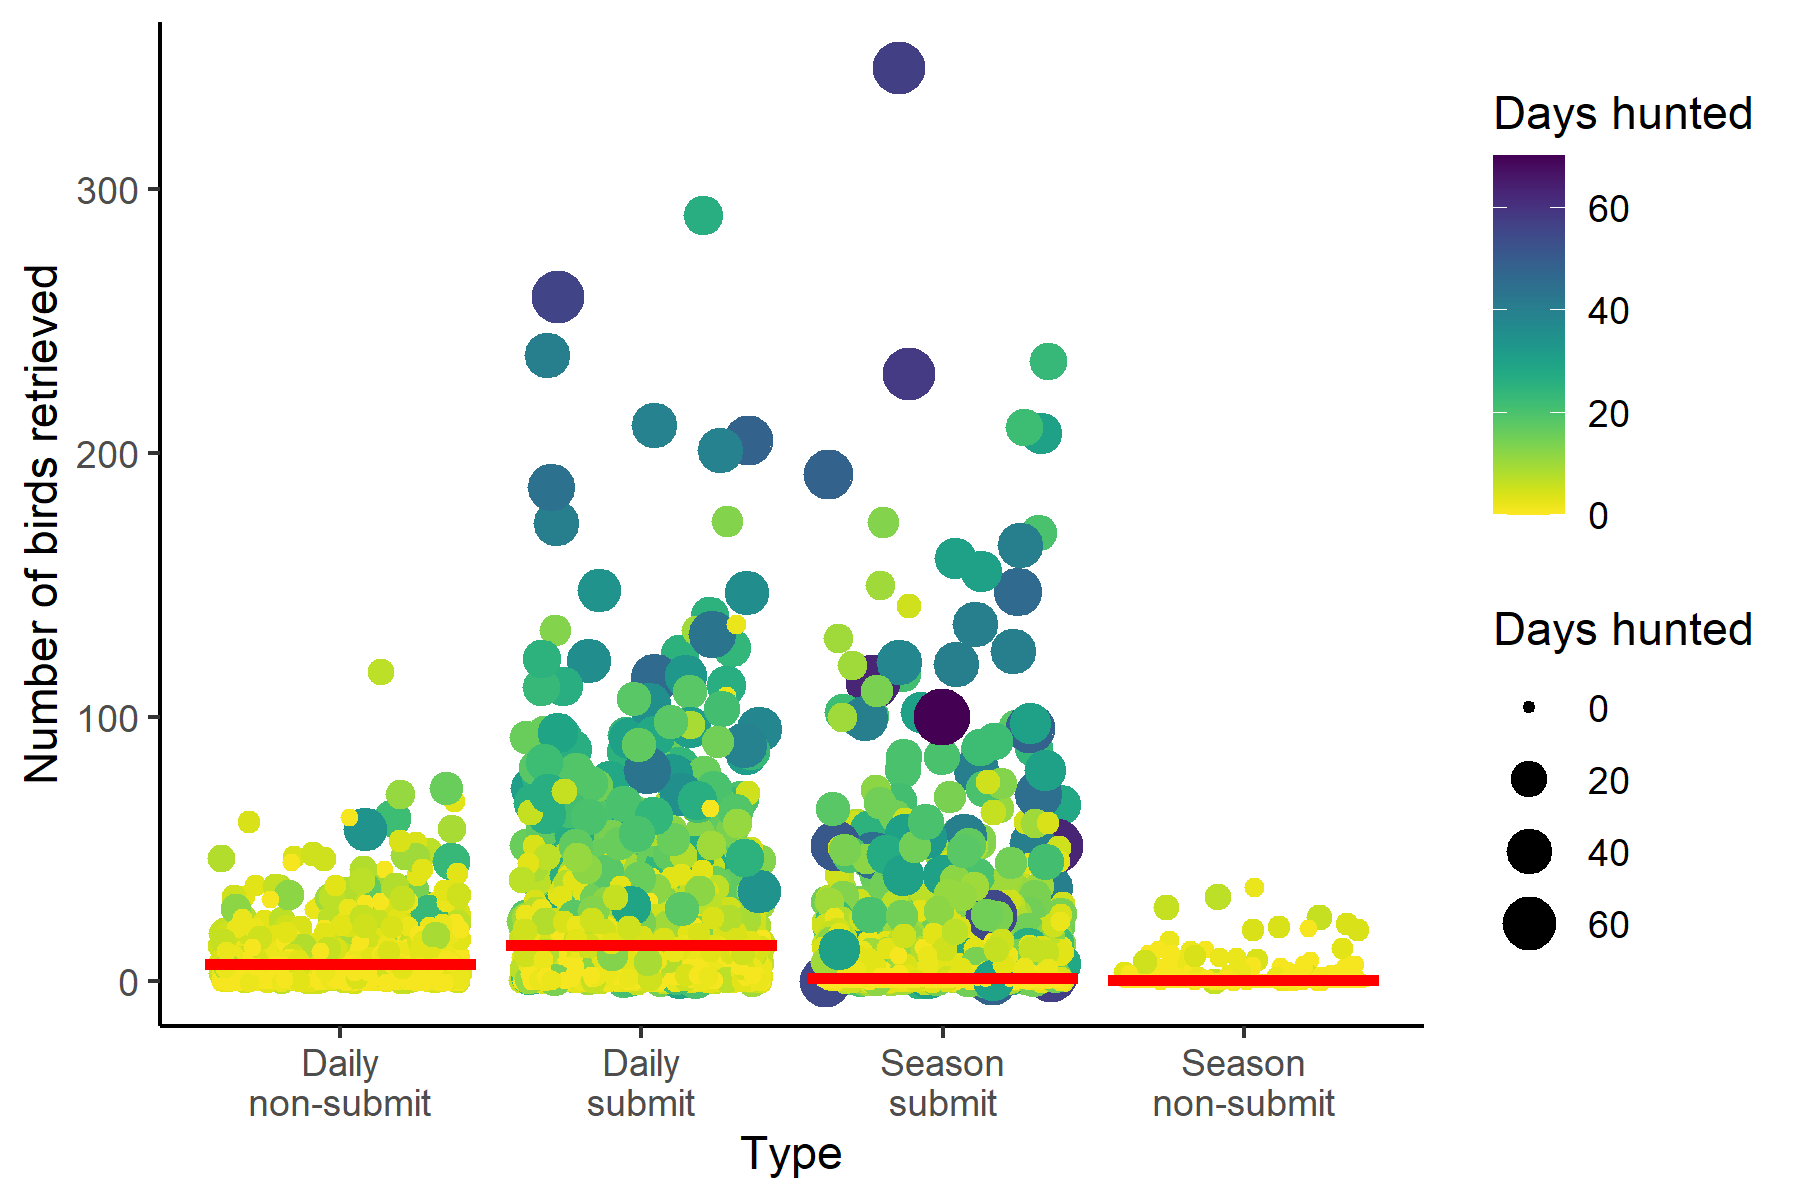 Number of birds retrieved
300
200
100
0
Daily
non-submit
Daily
submit
Season
submit
Season
non-submit
Type
Days hunted
60
40
20
0
Days hunted
0
20
40
60